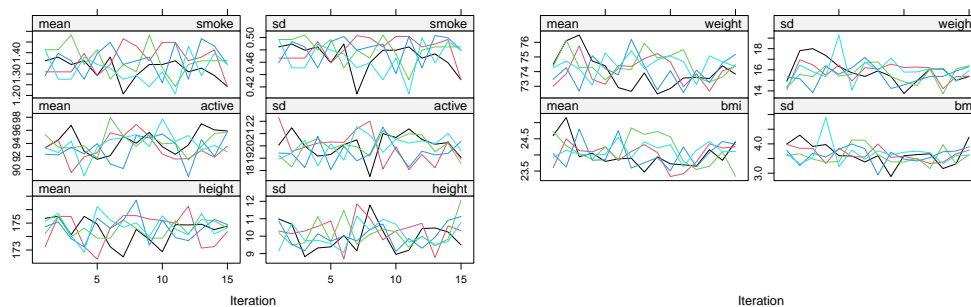 mean smoke sd smoke
1.20 1.30 1.40
0.42 0.46 0.50
mean active sd active
90 92 94 96 98
18 19 20 21 22
mean height sd height
173 175
9 10 11 12
5 10 15 5 10 15
Iteration
mean weight sd weigh
73 74 75 76
14 16 18
mean bmi sd bm
23.5 24.5
3.0 4.0
Iteration